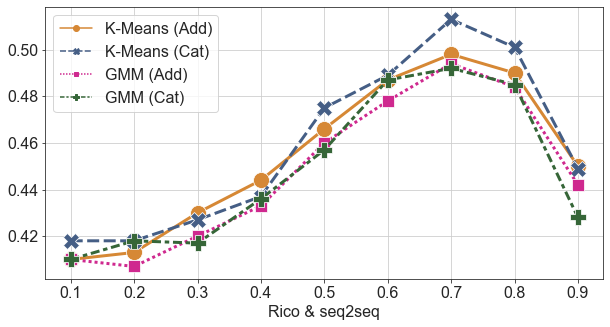 K-Means (Add)
K-Means (Cat)
GMM (Add)
GMM (Cat)
0.50
0.48
0.46
0.44
0.42
0.1 0.2 0.3 0.4 0.5 0.6 0.7 0.8 0.9
Rico & seq2seq